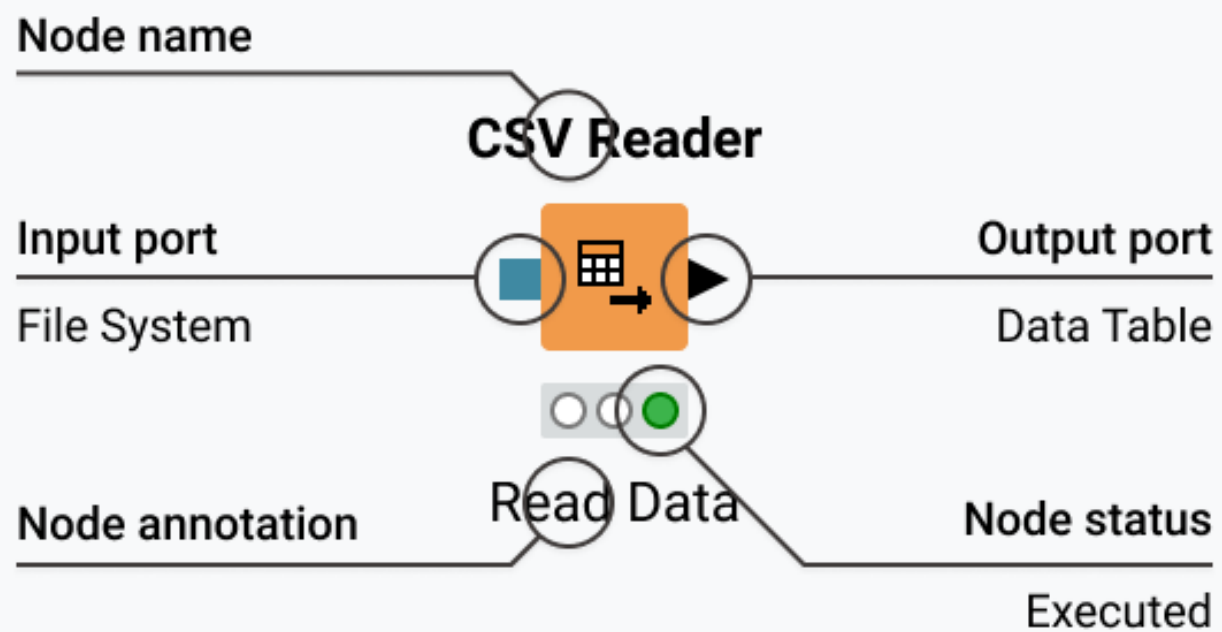 Node name
CSV Reader
Input port
Output port
File System
Data Table
Read Data
Node annotation
Node status
Executed